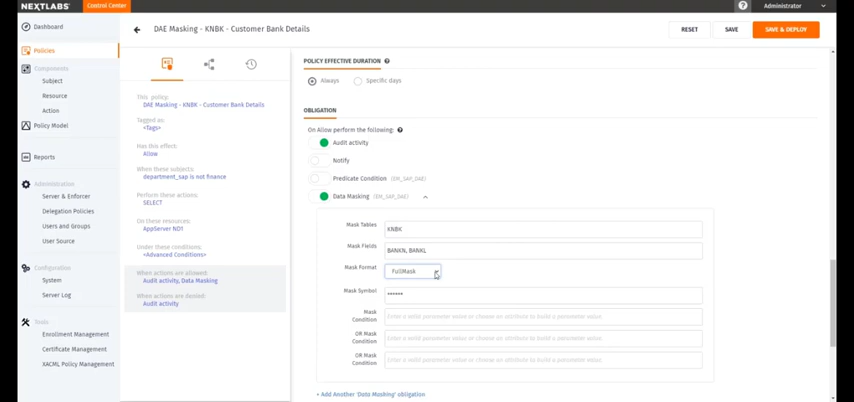 NEXTLABS
Control Center
Administrator
Dashboard
Policies
Components
Subject
Resource
Action
Policy Model
Reports
Administration
Server & Enforcer
Delegation Policies
Users and Groups
User Source
Configuration
System
Server Log
Tools
Enrollment Management
Certificate Management
XACML Policy Management
DAE Masking - KNBK - Customer Bank Details
RESET
SAVE
SAVE & DEPLOY
This policy:
DAE Masking - KNBK - Customer Bank Details
Tagged as:
<Tags>
Has this effect:
Allow
When these subjects:
department_sap is not finance
Perform these actions:
SELECT
On these resources:
AppServer ND1
Under these conditions:
<Advanced Conditions>
When actions are allowed:
Audit activity, Data Masking
When actions are denied:
Audit activity
POLICY EFFECTIVE DURATION
Always
Specific days
OBLIGATION
On Allow perform the following:
Audit activity
Notify
Predicate Condition (EM_SAP_DAE)
Data Masking (EM_SAP_DAE)
Mask Tables
KNBK
Mask Fields
BANKN, BANKL
Mask Format
FullMask
Mask Symbol
******
Mask Condition
Enter a valid parameter value or choose an attribute to build a parameter value.
OR Mask Condition
Enter a valid parameter value or choose an attribute to build a parameter value.
OR Mask Condition
Enter a valid parameter value or choose an attribute to build a parameter value.
+ Add Another 'Data Masking' obligation